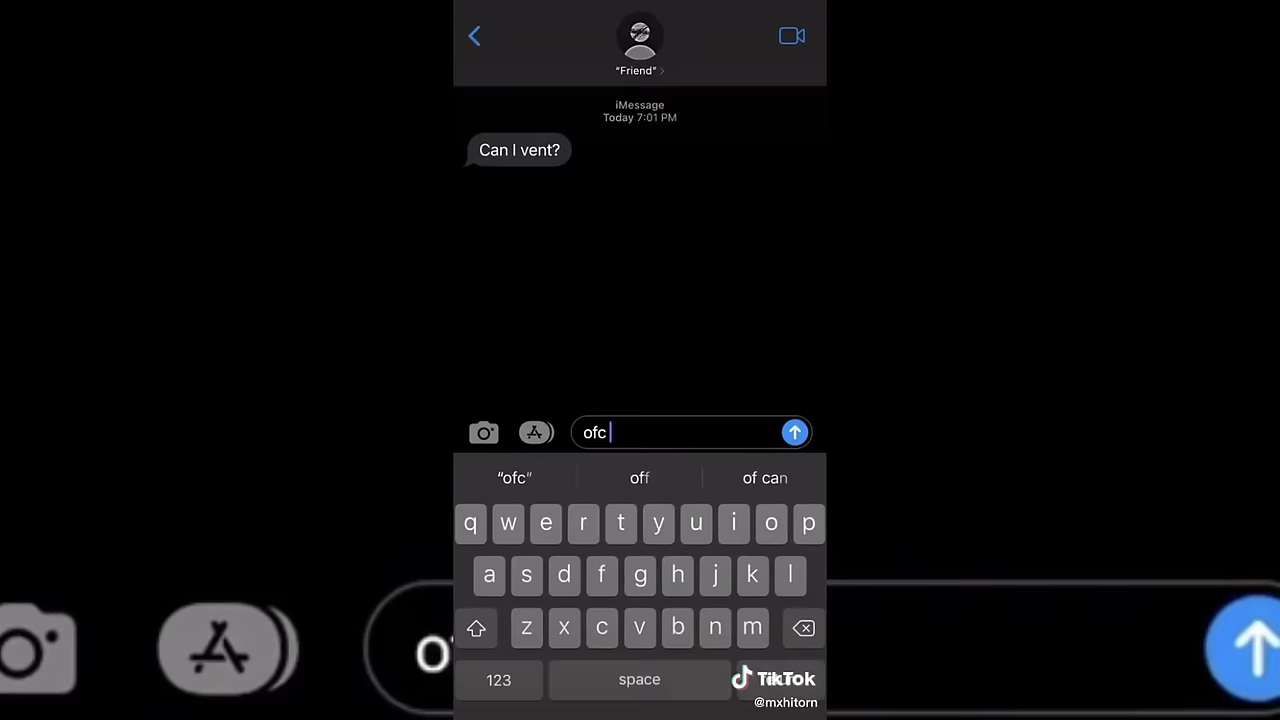 "Friend" >
iMessage
Today 7:01 PM
Can I vent?
ofc
"ofc" off of can
q w e r t y u i o p
a s d f g h j k l
z x c v b n m
123 space
TikTok
@mxhitorn